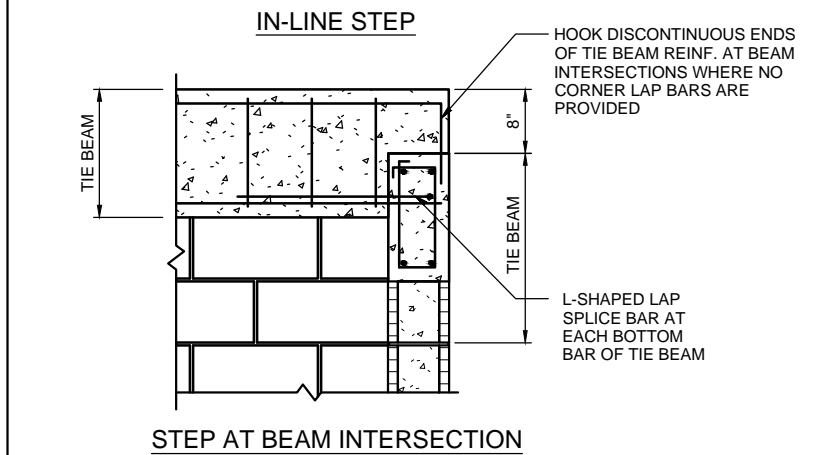 IN-LINE STEP
HOOK DISCONTINUOUS ENDS
OF TIE BEAM REINF. AT BEAM
INTERSECTIONS WHERE NO
CORNER LAP BARS ARE
PROVIDED
TIE BEAM
8"
TIE BEAM
L-SHAPED LAP
SPLICE BAR AT
EACH BOTTOM
BAR OF TIE BEAM
STEP AT BEAM INTERSECTION